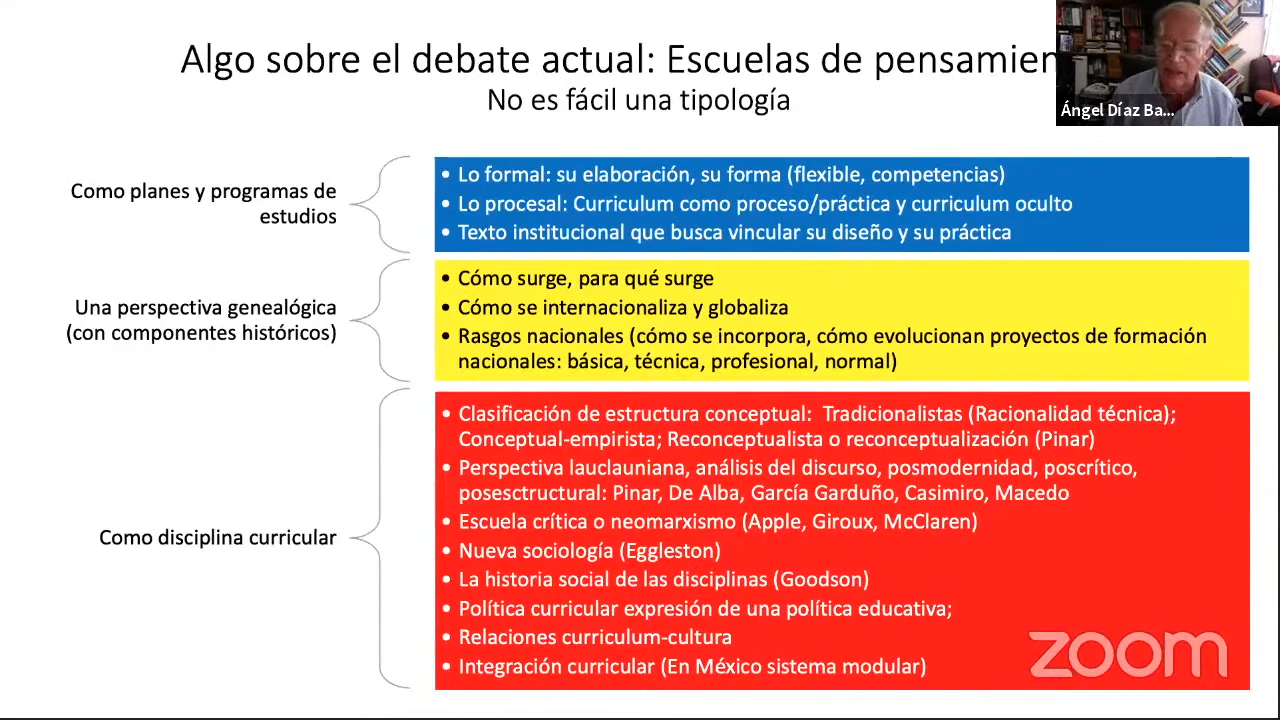 Algo sobre el debate actual: Escuelas de pensamien
No es fácil una tipología
Ángel Díaz Ba...
Como planes y programas de
estudios
• Lo formal: su elaboración, su forma (flexible, competencias)
• Lo procesal: Curriculum como proceso/práctica y curriculum oculto
• Texto institucional que busca vincular su diseño y su práctica
Una perspectiva genealógica
(con componentes históricos)
• Cómo surge, para qué surge
• Cómo se internacionaliza y globaliza
• Rasgos nacionales (cómo se incorpora, cómo evolucionan proyectos de formación
nacionales: básica, técnica, profesional, normal)
Como disciplina curricular
• Clasificación de estructura conceptual: Tradicionalistas (Racionalidad técnica);
Conceptual-empirista; Reconceptualista o reconceptualización (Pinar)
• Perspectiva lauclauniana, análisis del discurso, posmodernidad, poscrítico,
posesctructural: Pinar, De Alba, García Garduño, Casimiro, Macedo
• Escuela crítica o neomarxismo (Apple, Giroux, McClaren)
• Nueva sociología (Eggleston)
• La historia social de las disciplinas (Goodson)
• Política curricular expresión de una política educativa;
• Relaciones curriculum-cultura
• Integración curricular (En México sistema modular)
zoom